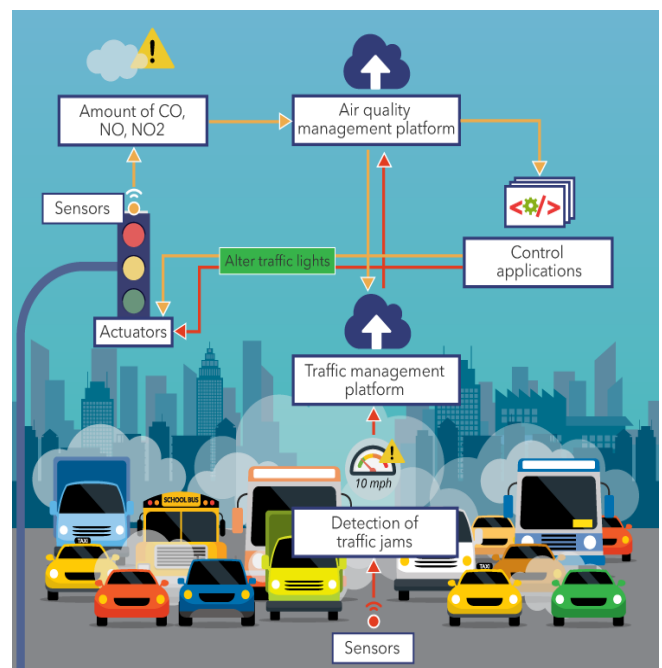 Amount of CO,
NO, NO2
Air quality
management platform
Sensors
</>
Control
applications
Alter traffic lights
Actuators
Traffic management
platform
10 mph
SCHOOL BUS
TAXI
TAXI
Detection of
traffic jams
Sensors